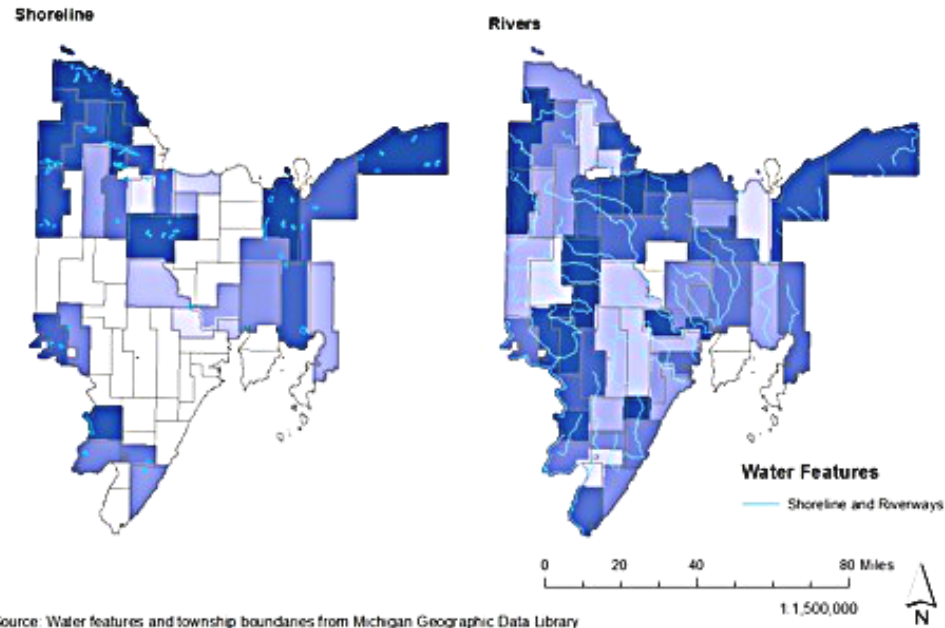 Shoreline
Rivers
Water Features
Shoreline and Riverways
0 20 40 80 Miles
1:1,500,000
N
Source: Water features and township boundaries from Michigan Geographic Data Library